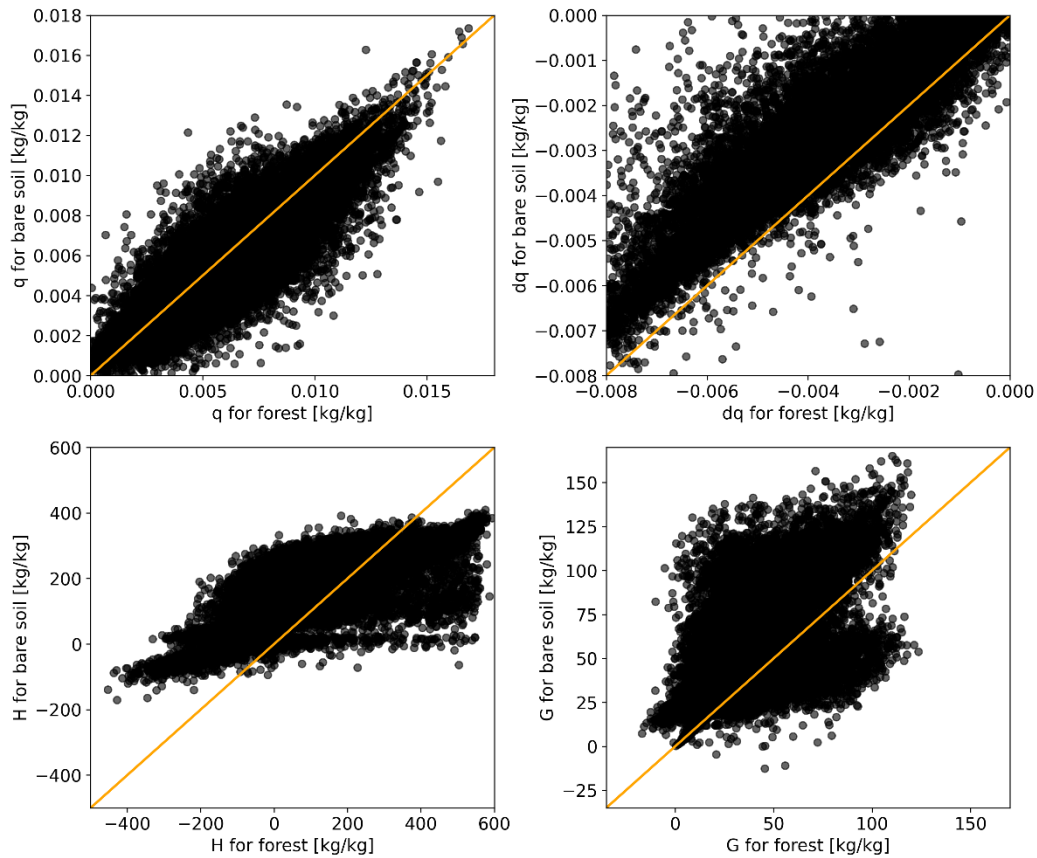 0.018
0.016
0.014
0.012
0.010
0.008
0.006
0.004
0.002
0.000
q for bare soil [kg/kg]
0.000 0.005 0.010 0.015
q for forest [kg/kg]
0.000
−0.001
−0.002
−0.003
−0.004
−0.005
−0.006
−0.007
−0.008
dq for bare soil [kg/kg]
−0.008 −0.006 −0.004 −0.002 0.000
dq for forest [kg/kg]
600
400
200
0
−200
−400
H for bare soil [kg/kg]
−400 −200 0 200 400 600
H for forest [kg/kg]
150
125
100
75
50
25
0
−25
G for bare soil [kg/kg]
0 50 100 150
G for forest [kg/kg]